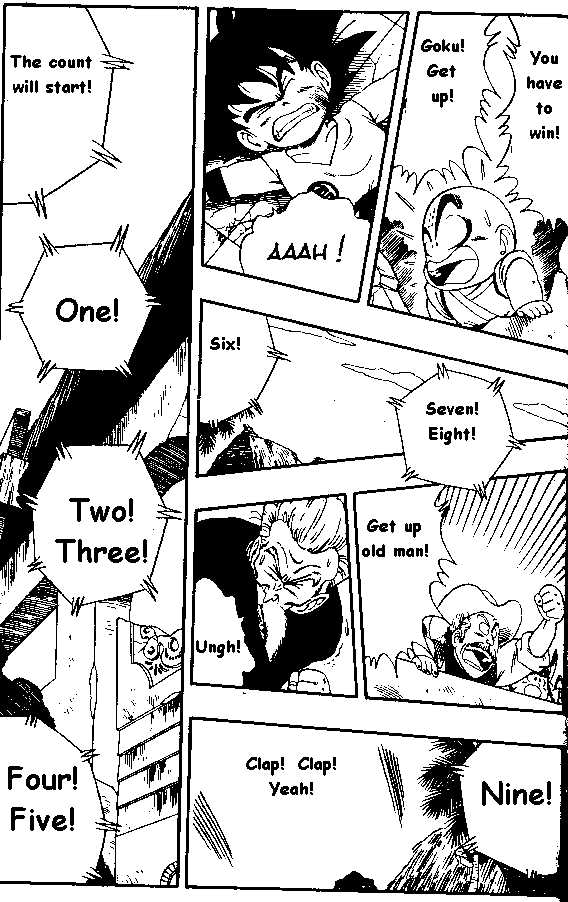 The count
will start!
One!
Two!
Three!
Four!
Five!
AAAH!
Goku!
Get
up!
You
have
to
win!
Six!
Seven!
Eight!
Ungh!
Get up
old man!
Clap! Clap!
Yeah!
Nine!